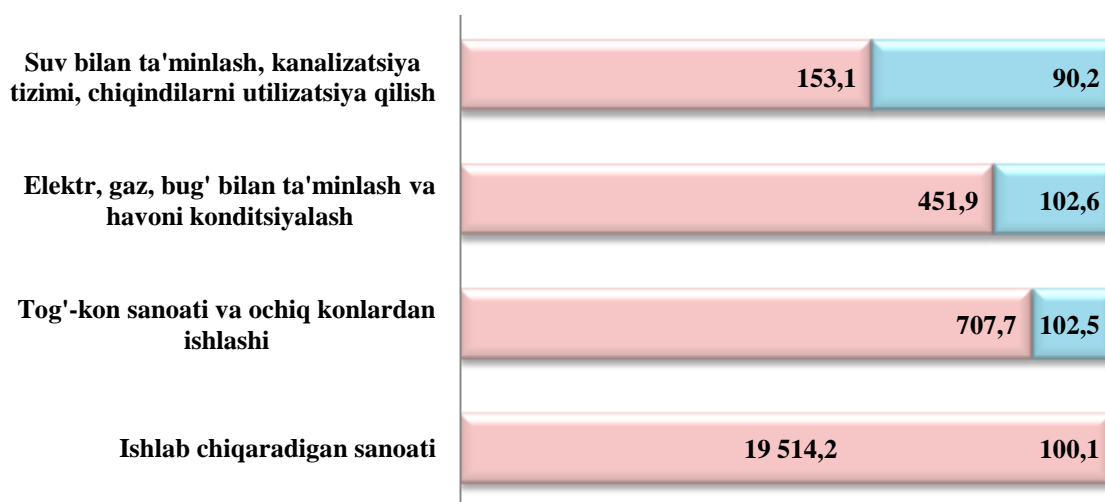 Suv bilan ta'minlash, kanalizatsiya
tizimi, chiqindilarni utilizatsiya qilish
153,1 90,2
Elektr, gaz, bug' bilan ta'minlash va
havoni konditsiyalash
451,9 102,6
Tog'-kon sanoati va ochiq konlardan
ishlashi
707,7 102,5
Ishlab chiqaradigan sanoati
19 514,2 100,1